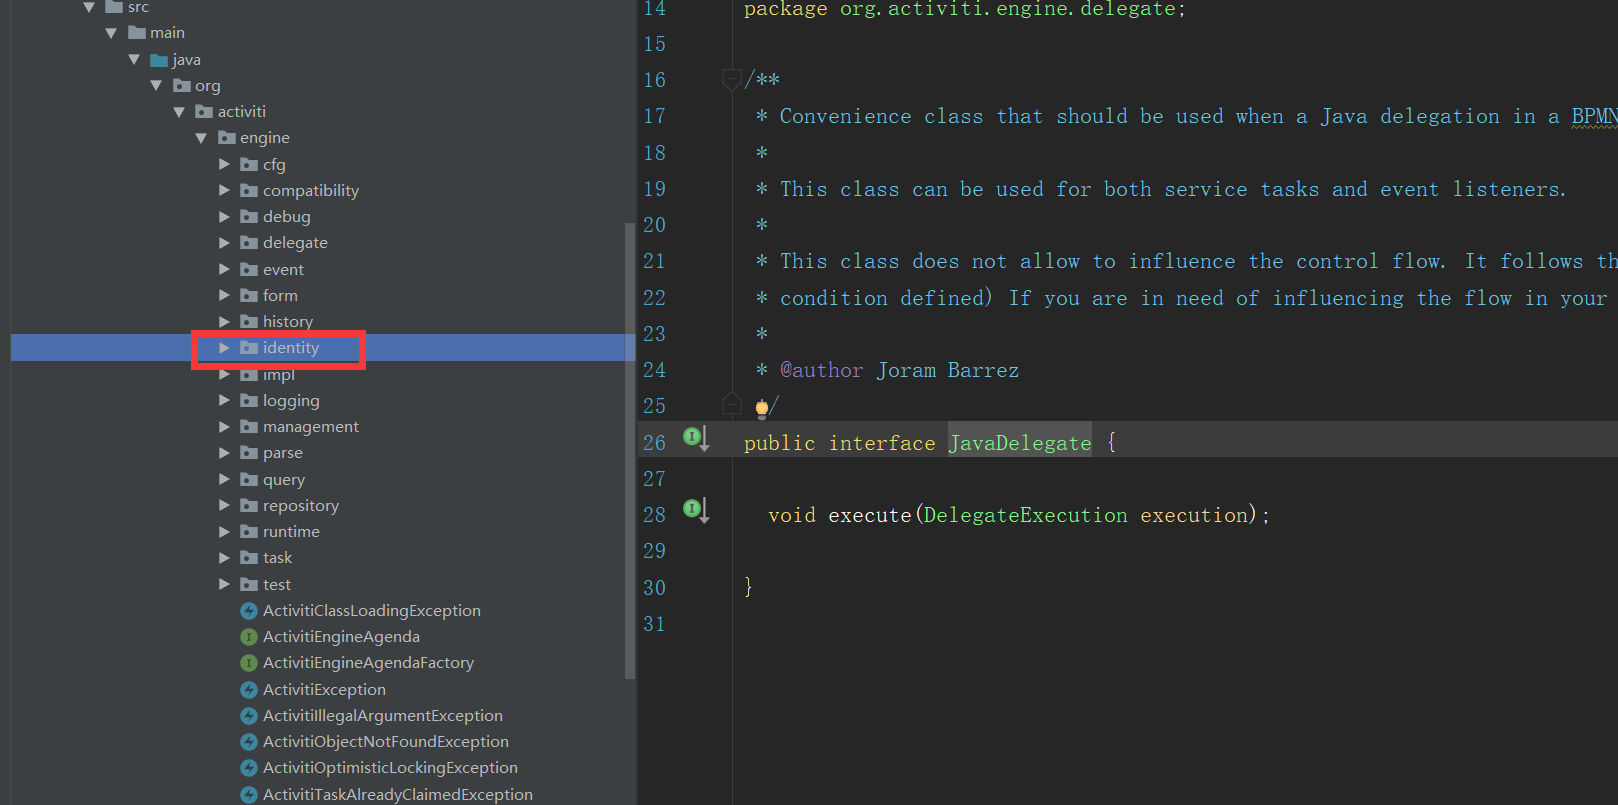 src
main
java
org
activiti
engine
cfg
compatibility
debug
delegate
event
form
history
identity
impl
logging
management
parse
query
repository
runtime
task
test
ActivitiClassLoadingException
ActivitiEngineAgenda
ActivitiEngineAgendaFactory
ActivitiException
ActivitiIllegalArgumentException
ActivitiObjectNotFoundException
ActivitiOptimisticLockingException
ActivitiTaskAlreadyClaimedException
14 package org.activiti.engine.delegate;
15
16 /**
17 * Convenience class that should be used when a Java delegation in a BPMN
18 *
19 * This class can be used for both service tasks and event listeners.
20 *
21 * This class does not allow to influence the control flow. It follows th
22 * condition defined) If you are in need of influencing the flow in your
23 *
24 * @author Joram Barrez
25 */
26 public interface JavaDelegate {
27
28 void execute(DelegateExecution execution);
29
30 }
31